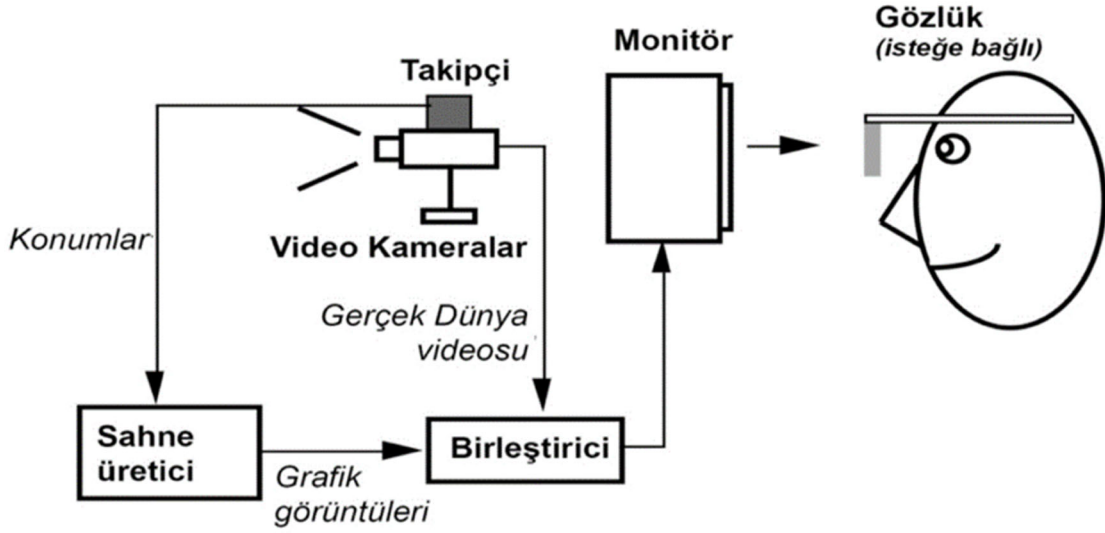 Gözlük
(isteğe bağlı)
Monitör
Takipçi
Konumlar
Video Kameralar
Gerçek Dünya
videosu
Sahne
üretici
Birleştirici
Grafik
görüntüleri